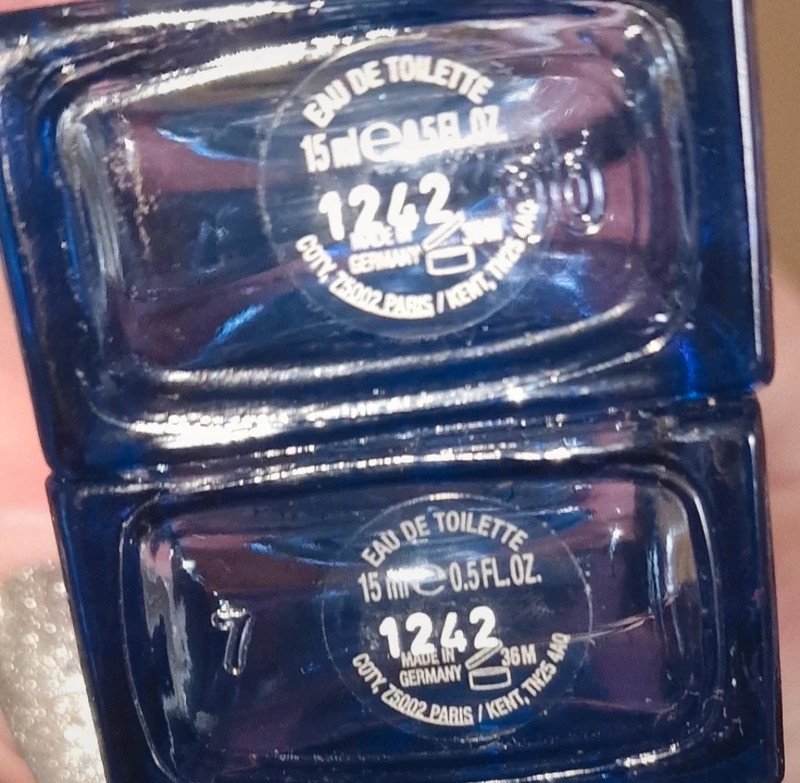 EAU DE TOILETTE
15 ml e 0.5 FL.OZ.
1242
MADE IN
GERMANY
36 M
COTY, 75002 PARIS / KENT, TN25 4AQ
EAU DE TOILETTE
15 ml e 0.5 FL.OZ.
1242
MADE IN
GERMANY
36 M
COTY, 75002 PARIS / KENT, TN25 4AQ